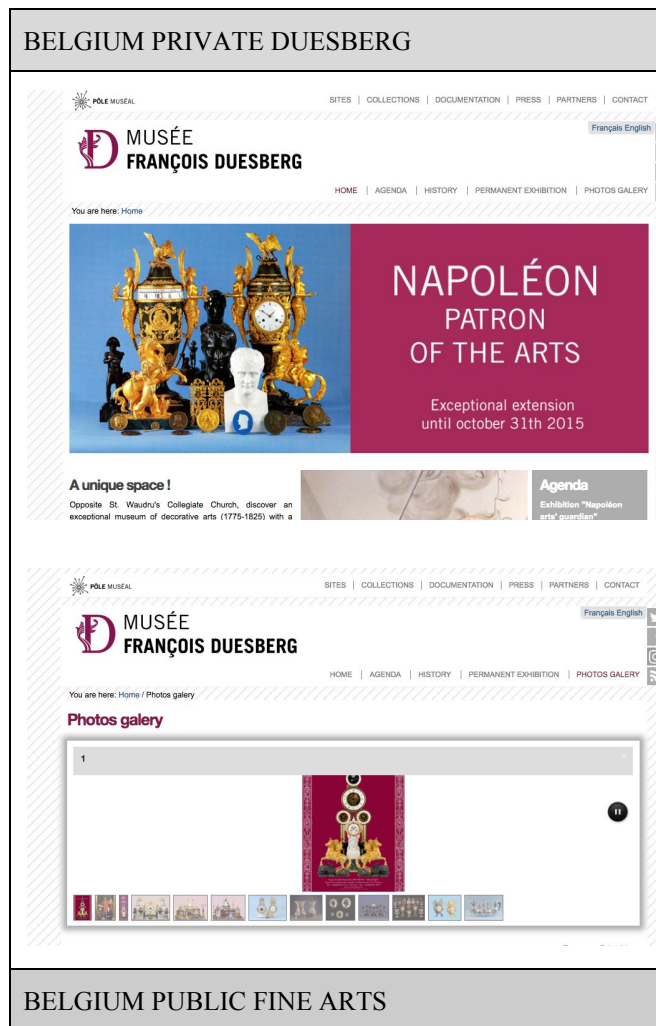 BELGIUM PRIVATE DUESBERG
PÔLE MUSÉAL
SITES | COLLECTIONS | DOCUMENTATION | PRESS | PARTNERS | CONTACT
Français English
MUSÉE
FRANÇOIS DUESBERG
HOME | AGENDA | HISTORY | PERMANENT EXHIBITION | PHOTOS GALERY
You are here: Home
NAPOLÉON
PATRON
OF THE ARTS
Exceptional extension
until october 31th 2015
A unique space !
Opposite St. Waudru's Collegiate Church, discover an
exceptional museum of decorative arts (1775-1825) with a
Agenda
Exhibition "Napoléon
arts' guardian"
PÔLE MUSÉAL
SITES | COLLECTIONS | DOCUMENTATION | PRESS | PARTNERS | CONTACT
Français English
MUSÉE
FRANÇOIS DUESBERG
HOME | AGENDA | HISTORY | PERMANENT EXHIBITION | PHOTOS GALERY
You are here: Home / Photos galery
Photos galery
1
BELGIUM PUBLIC FINE ARTS